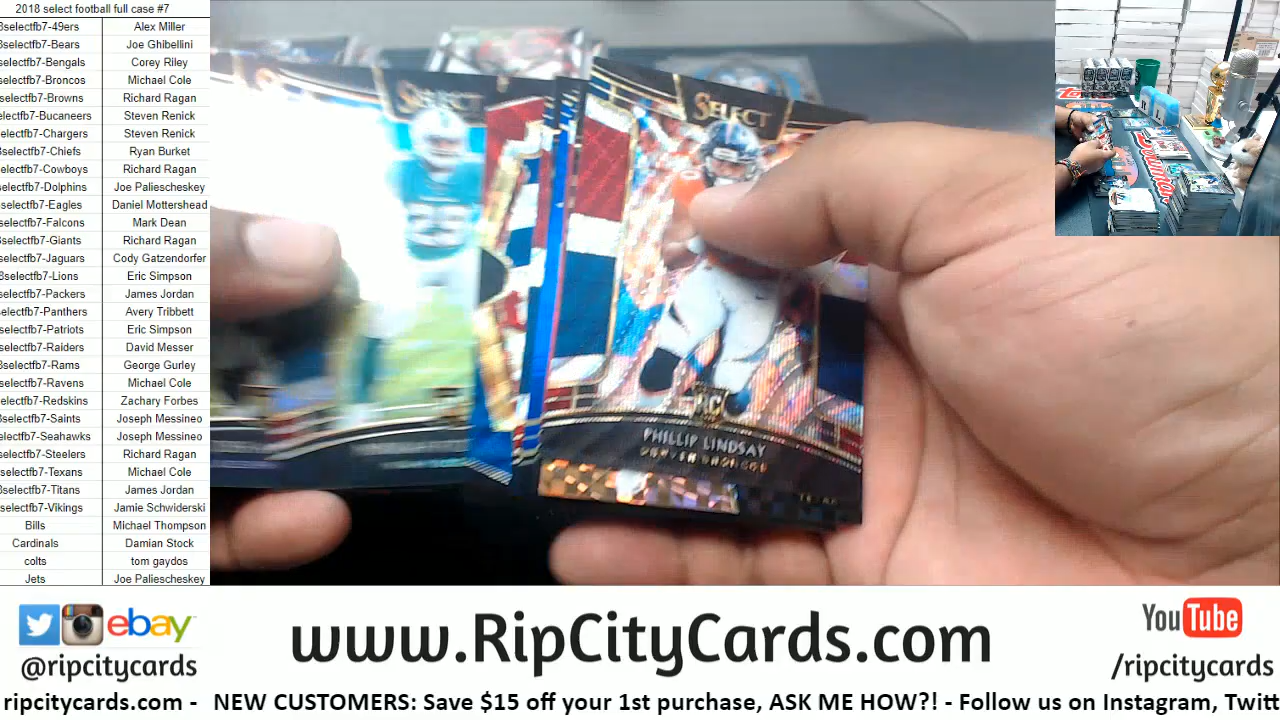 2018 select football full case #7
8selectfb7-49ers Alex Miller
3selectfb7-Bears Joe Ghibellini
selectfb7-Bengals Corey Riley
selectfb7-Broncos Michael Cole
selectfb7-Browns Richard Ragan
electfb7-Bucaneers Steven Renick
electfb7-Chargers Steven Renick
3selectfb7-Chiefs Ryan Burket
electfb7-Cowboys Richard Ragan
electfb7-Dolphins Joe Paliescheskey
selectfb7-Eagles Daniel Mottershead
selectfb7-Falcons Mark Dean
3selectfb7-Giants Richard Ragan
selectfb7-Jaguars Cody Gatzendorfer
8selectfb7-Lions Eric Simpson
selectfb7-Packers James Jordan
electfb7-Panthers Avery Tribbett
selectfb7-Patriots Eric Simpson
selectfb7-Raiders David Messer
8selectfb7-Rams George Gurley
selectfb7-Ravens Michael Cole
electfb7-Redskins Zachary Forbes
3selectfb7-Saints Joseph Messineo
electfb7-Seahawks Joseph Messineo
selectfb7-Steelers Richard Ragan
selectfb7-Texans Michael Cole
8selectfb7-Titans James Jordan
selectfb7-Vikings Jamie Schwiderski
Bills Michael Thompson
Cardinals Damian Stock
colts tom gaydos
Jets Joe Paliescheskey
SELECT
SELECT
RC
PHILLIP LINDSAY
DENVER BRONCOS
ebay
@ripcitycards
www.RipCityCards.com
YouTube
/ripcitycards
ripcitycards.com - NEW CUSTOMERS: Save $15 off your 1st purchase, ASK ME HOW?! - Follow us on Instagram, Twitt